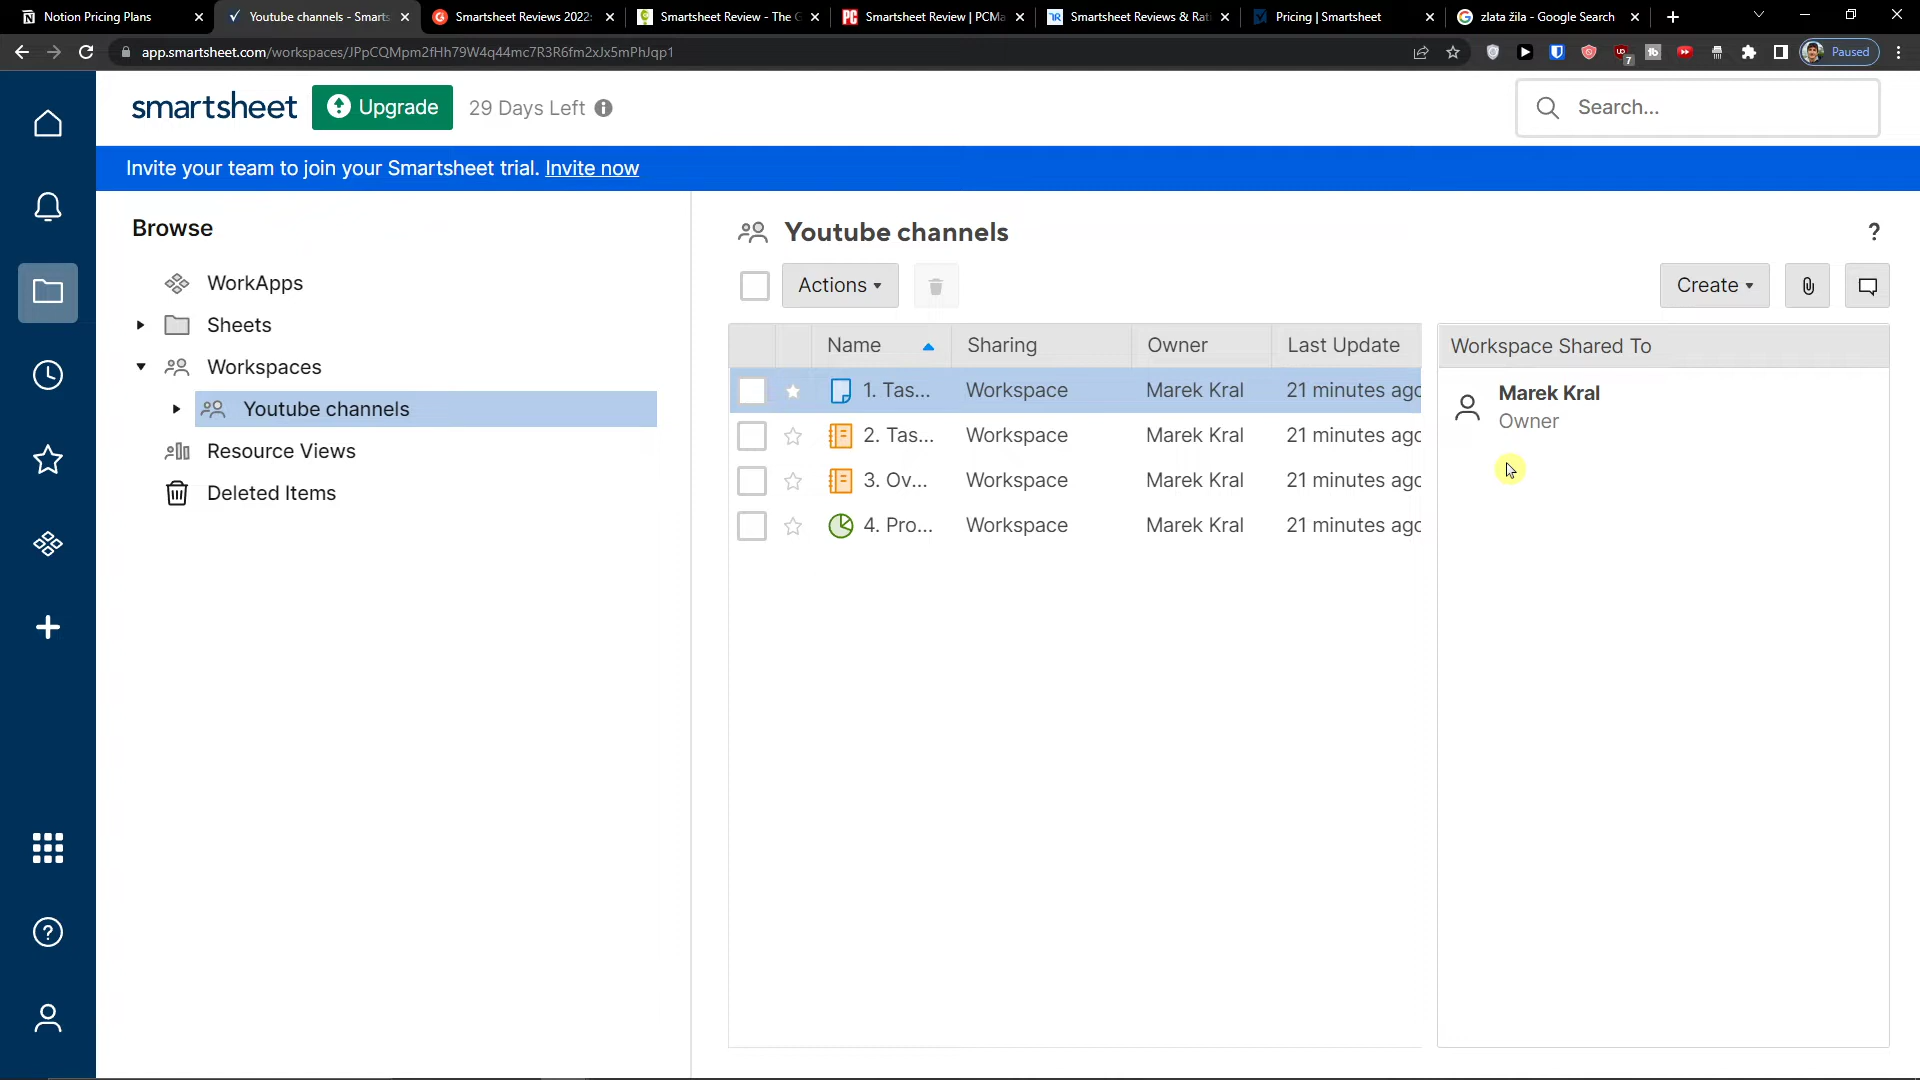 Notion Pricing Plans
Youtube channels - Smarts
Smartsheet Reviews 2022:
Smartsheet Review - The G
Smartsheet Review | PCMa
Smartsheet Reviews & Rati
Pricing | Smartsheet
zlata žila - Google Search
app.smartsheet.com/workspaces/JPpCQMpm2fHh79W4q44mc7R3R6fm2xJx5mPhJqp1
7
Paused
smartsheet
Upgrade
29 Days Left
Search...
Invite your team to join your Smartsheet trial. Invite now
Browse
WorkApps
Sheets
Workspaces
Youtube channels
Resource Views
Deleted Items
Youtube channels
?
Actions
Create
Name Sharing Owner Last Update
1. Tas... Workspace Marek Kral 21 minutes ago
2. Tas... Workspace Marek Kral 21 minutes ago
3. Ov... Workspace Marek Kral 21 minutes ago
4. Pro... Workspace Marek Kral 21 minutes ago
Workspace Shared To
Marek Kral
Owner